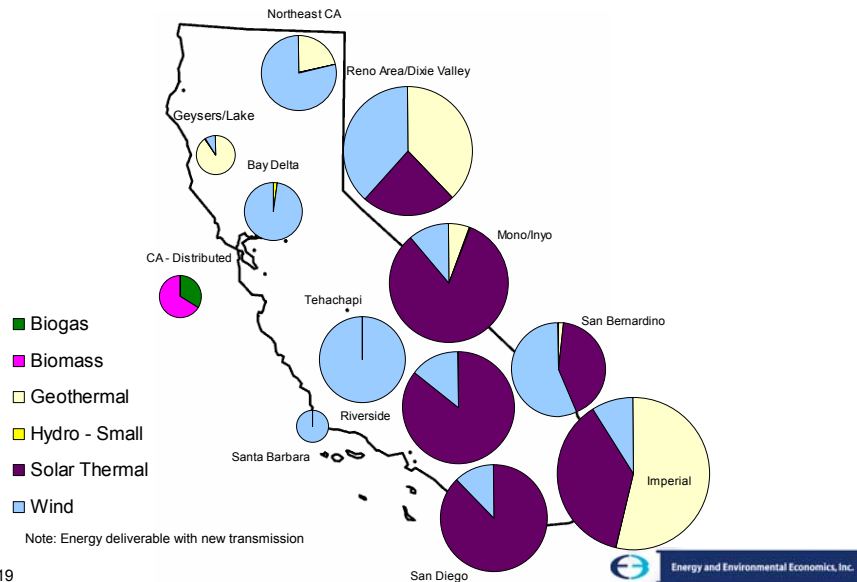 Northeast CA
Reno Area/Dixie Valley
Geysers/Lake
Bay Delta
Mono/Inyo
CA - Distributed
Tehachapi
San Bernardino
Biogas
Biomass
Geothermal
Hydro - Small
Solar Thermal
Wind
Riverside
Santa Barbara
Imperial
Note: Energy deliverable with new transmission
San Diego
19
Energy and Environmental Economics, Inc.